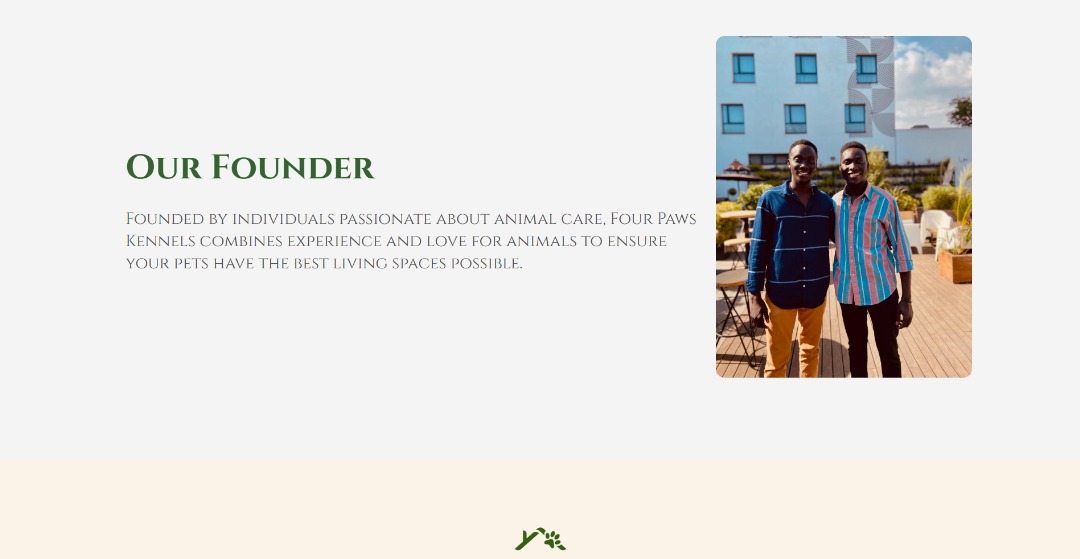 Our Founder
Founded by individuals passionate about animal care, Four Paws
Kennels combines experience and love for animals to ensure
your pets have the best living spaces possible.